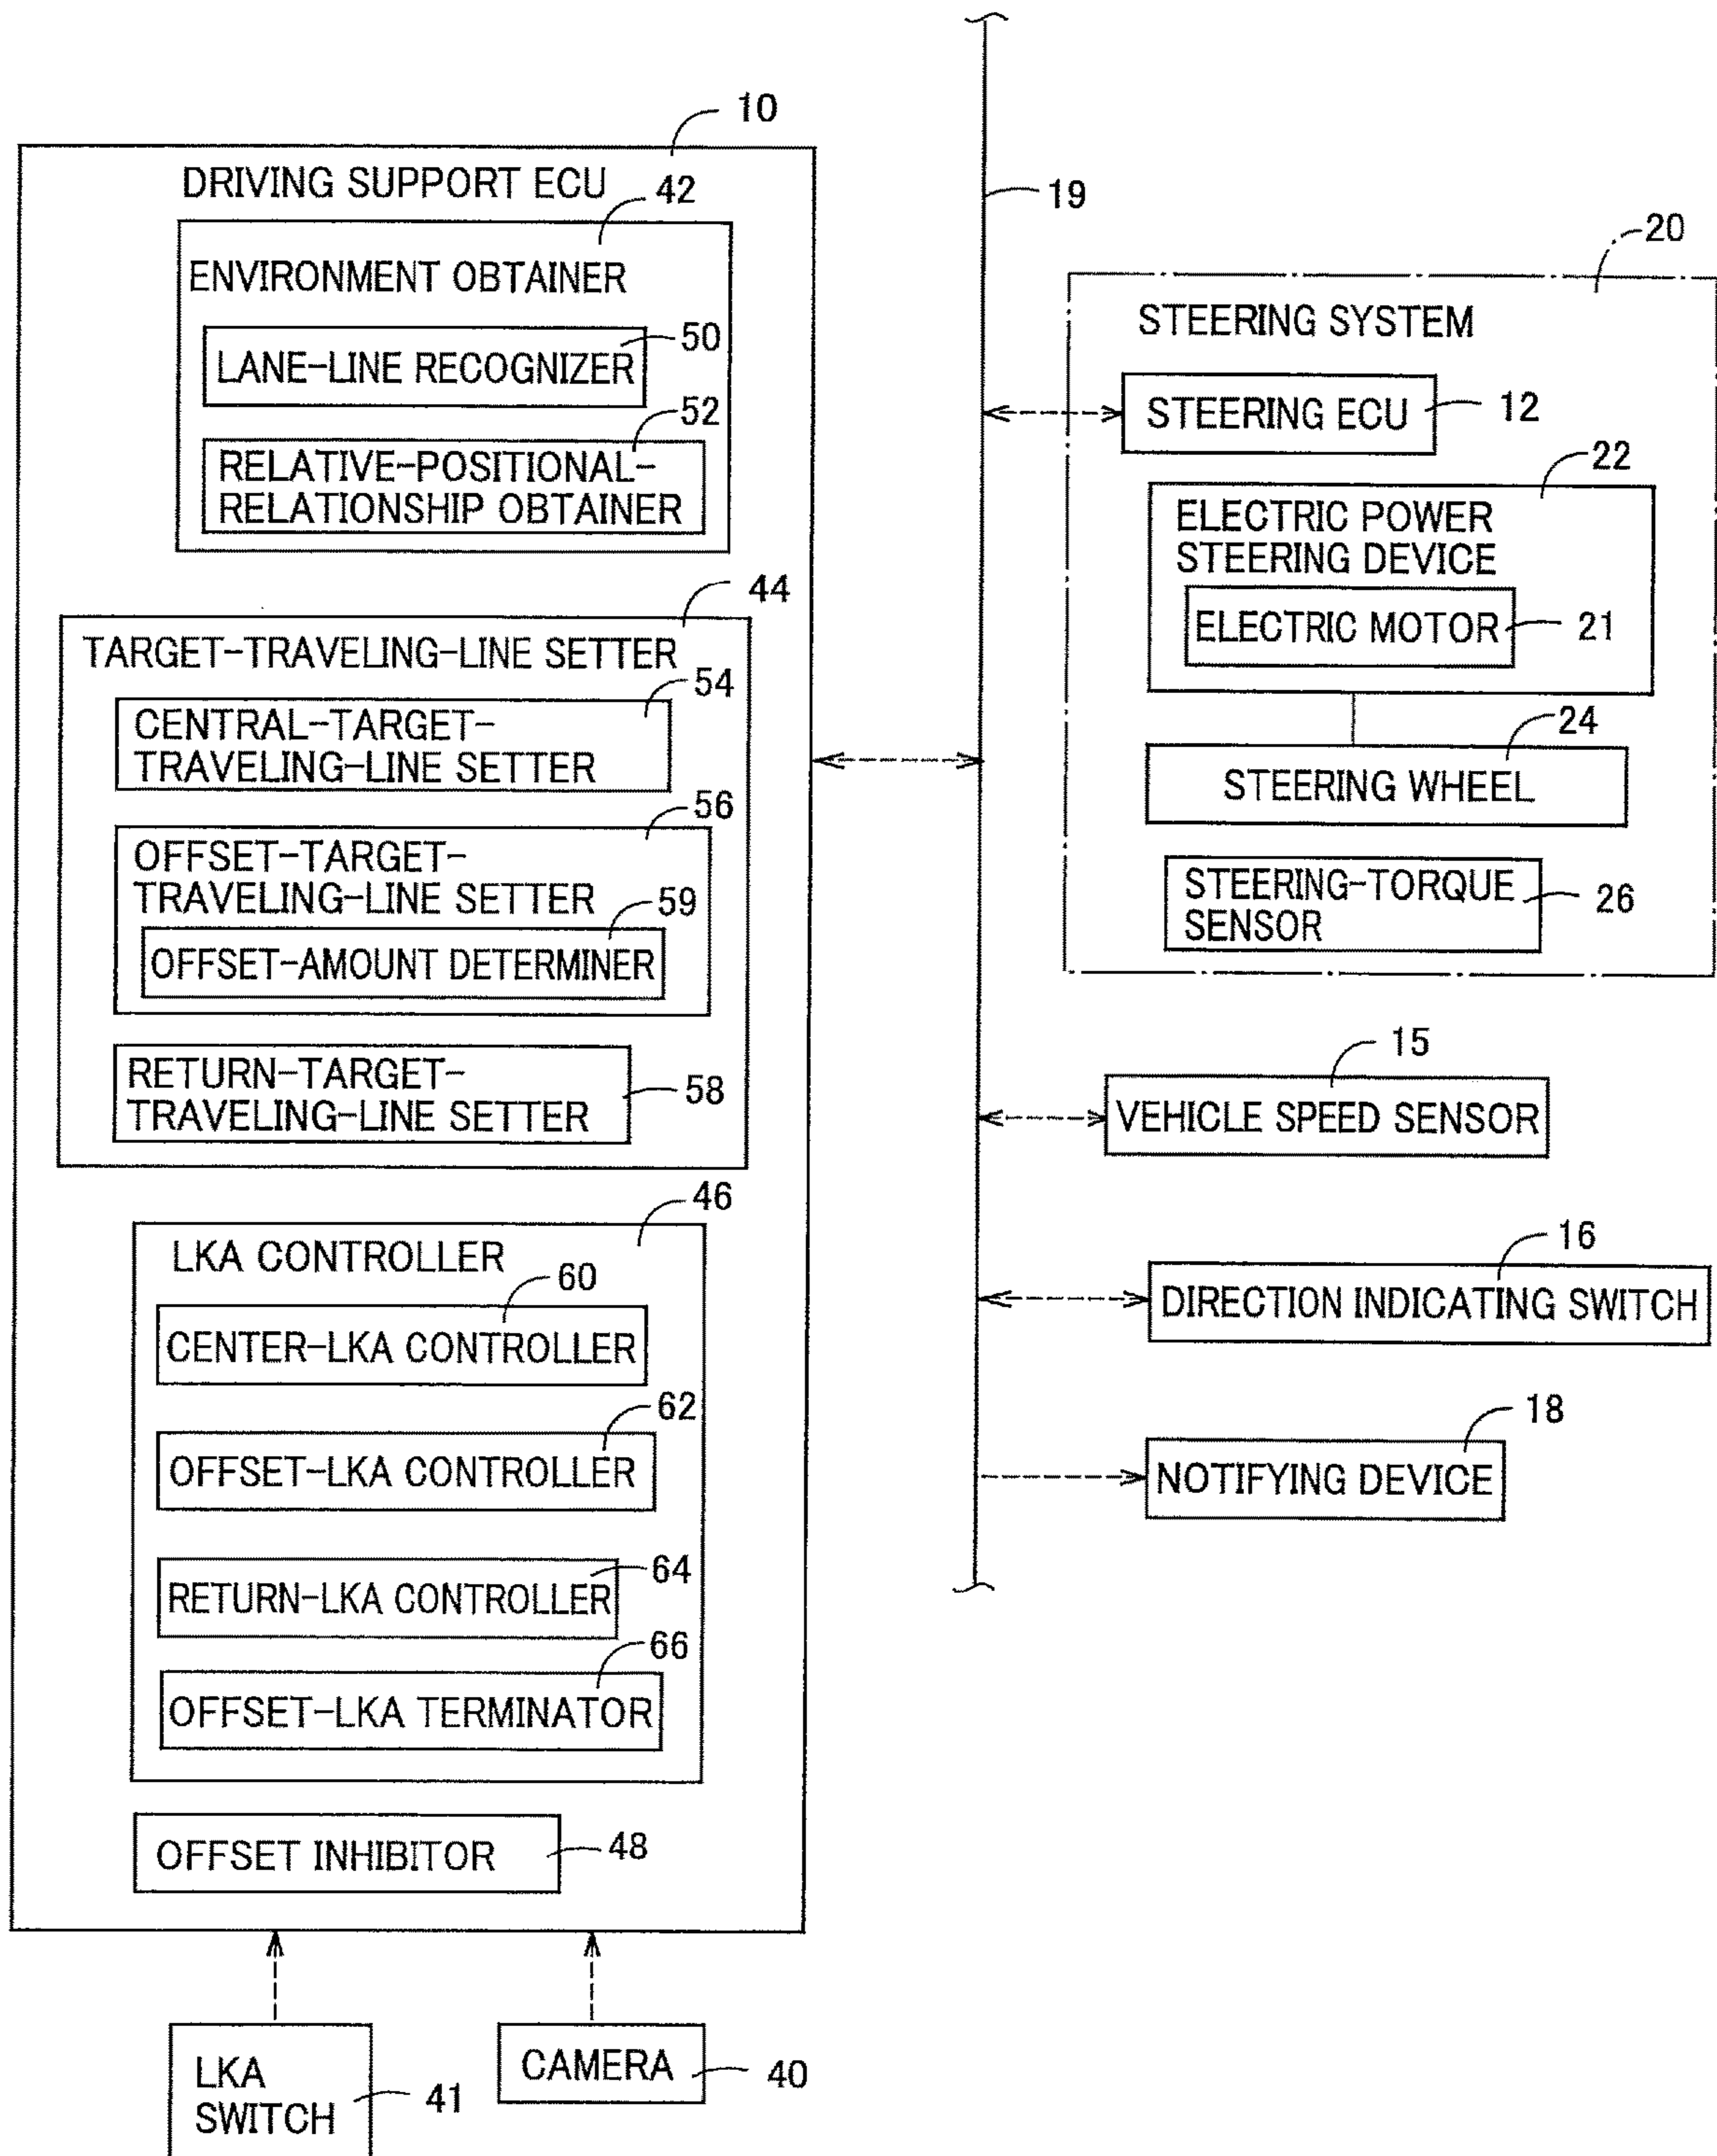 10
DRIVING SUPPORT ECU
42
ENVIRONMENT OBTAINER
50
LANE-LINE RECOGNIZER
52
RELATIVE-POSITIONAL-
RELATIONSHIP OBTAINER
44
TARGET-TRAVELING-LINE SETTER
54
CENTRAL-TARGET-
TRAVELING-LINE SETTER
56
OFFSET-TARGET-
TRAVELING-LINE SETTER
59
OFFSET-AMOUNT DETERMINER
RETURN-TARGET-
TRAVELING-LINE SETTER
58
46
LKA CONTROLLER
60
CENTER-LKA CONTROLLER
62
OFFSET-LKA CONTROLLER
64
RETURN-LKA CONTROLLER
66
OFFSET-LKA TERMINATOR
OFFSET INHIBITOR
48
LKA
SWITCH
41
CAMERA
40
19
20
STEERING SYSTEM
STEERING ECU
12
22
ELECTRIC POWER
STEERING DEVICE
ELECTRIC MOTOR
21
24
STEERING WHEEL
STEERING-TORQUE
SENSOR
26
15
VEHICLE SPEED SENSOR
16
DIRECTION INDICATING SWITCH
18
NOTIFYING DEVICE